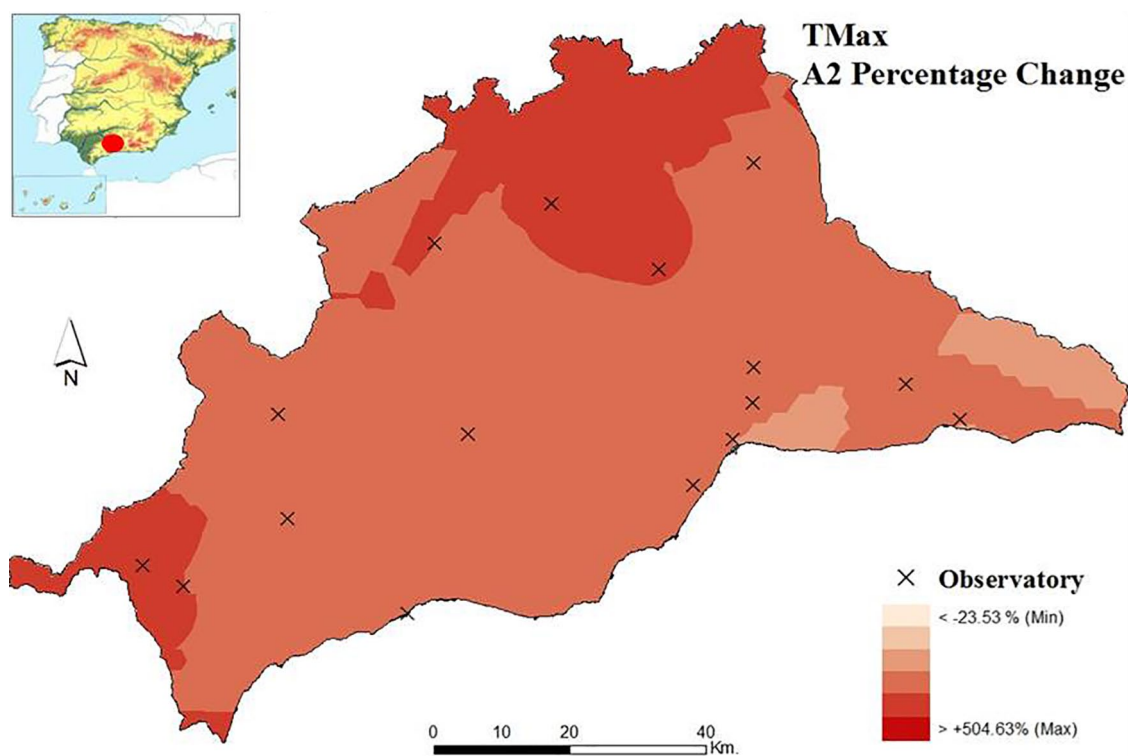 TMax
A2 Percentage Change
N
Observatory
< -23.53 % (Min)
> +504.63% (Max)
0 10 20 40
Km.